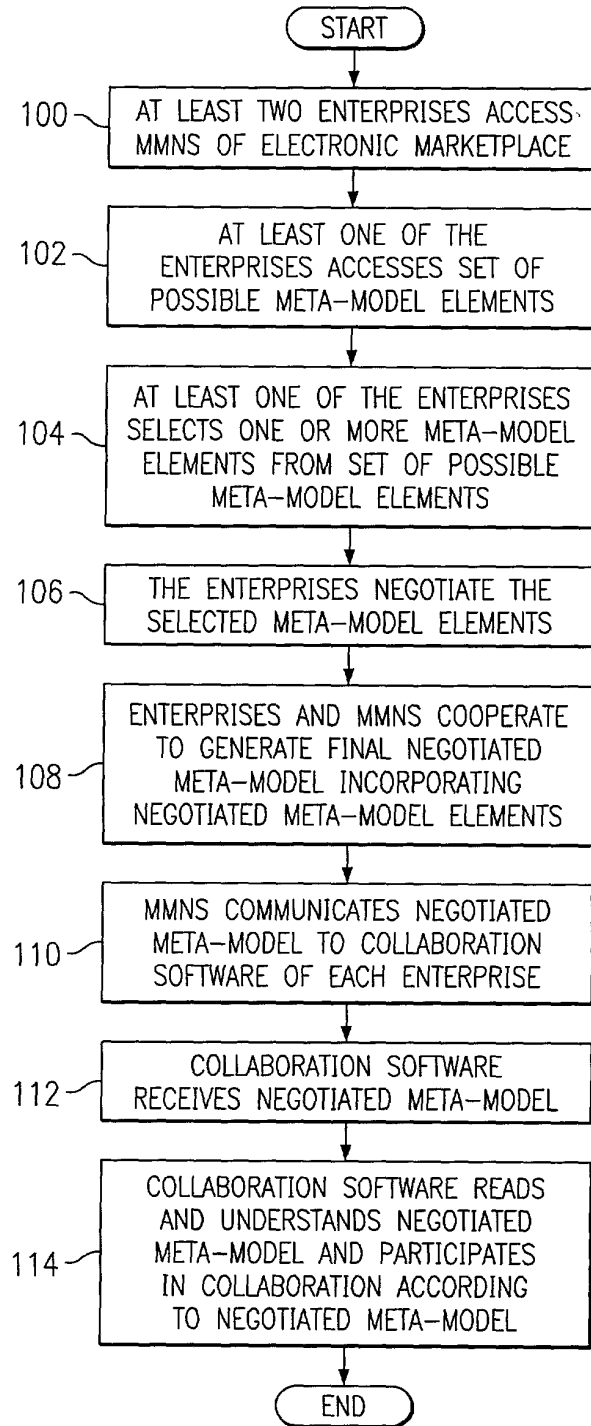 START
100
AT LEAST TWO ENTERPRISES ACCESS
MMNS OF ELECTRONIC MARKETPLACE
102
AT LEAST ONE OF THE
ENTERPRISES ACCESSES SET OF
POSSIBLE META-MODEL ELEMENTS
104
AT LEAST ONE OF THE ENTERPRISES
SELECTS ONE OR MORE META-MODEL
ELEMENTS FROM SET OF POSSIBLE
META-MODEL ELEMENTS
106
THE ENTERPRISES NEGOTIATE THE
SELECTED META-MODEL ELEMENTS
108
ENTERPRISES AND MMNS COOPERATE
TO GENERATE FINAL NEGOTIATED
META-MODEL INCORPORATING
NEGOTIATED META-MODEL ELEMENTS
110
MMNS COMMUNICATES NEGOTIATED
META-MODEL TO COLLABORATION
SOFTWARE OF EACH ENTERPRISE
112
COLLABORATION SOFTWARE
RECEIVES NEGOTIATED META-MODEL
114
COLLABORATION SOFTWARE READS
AND UNDERSTANDS NEGOTIATED
META-MODEL AND PARTICIPATES
IN COLLABORATION ACCORDING
TO NEGOTIATED META-MODEL
END